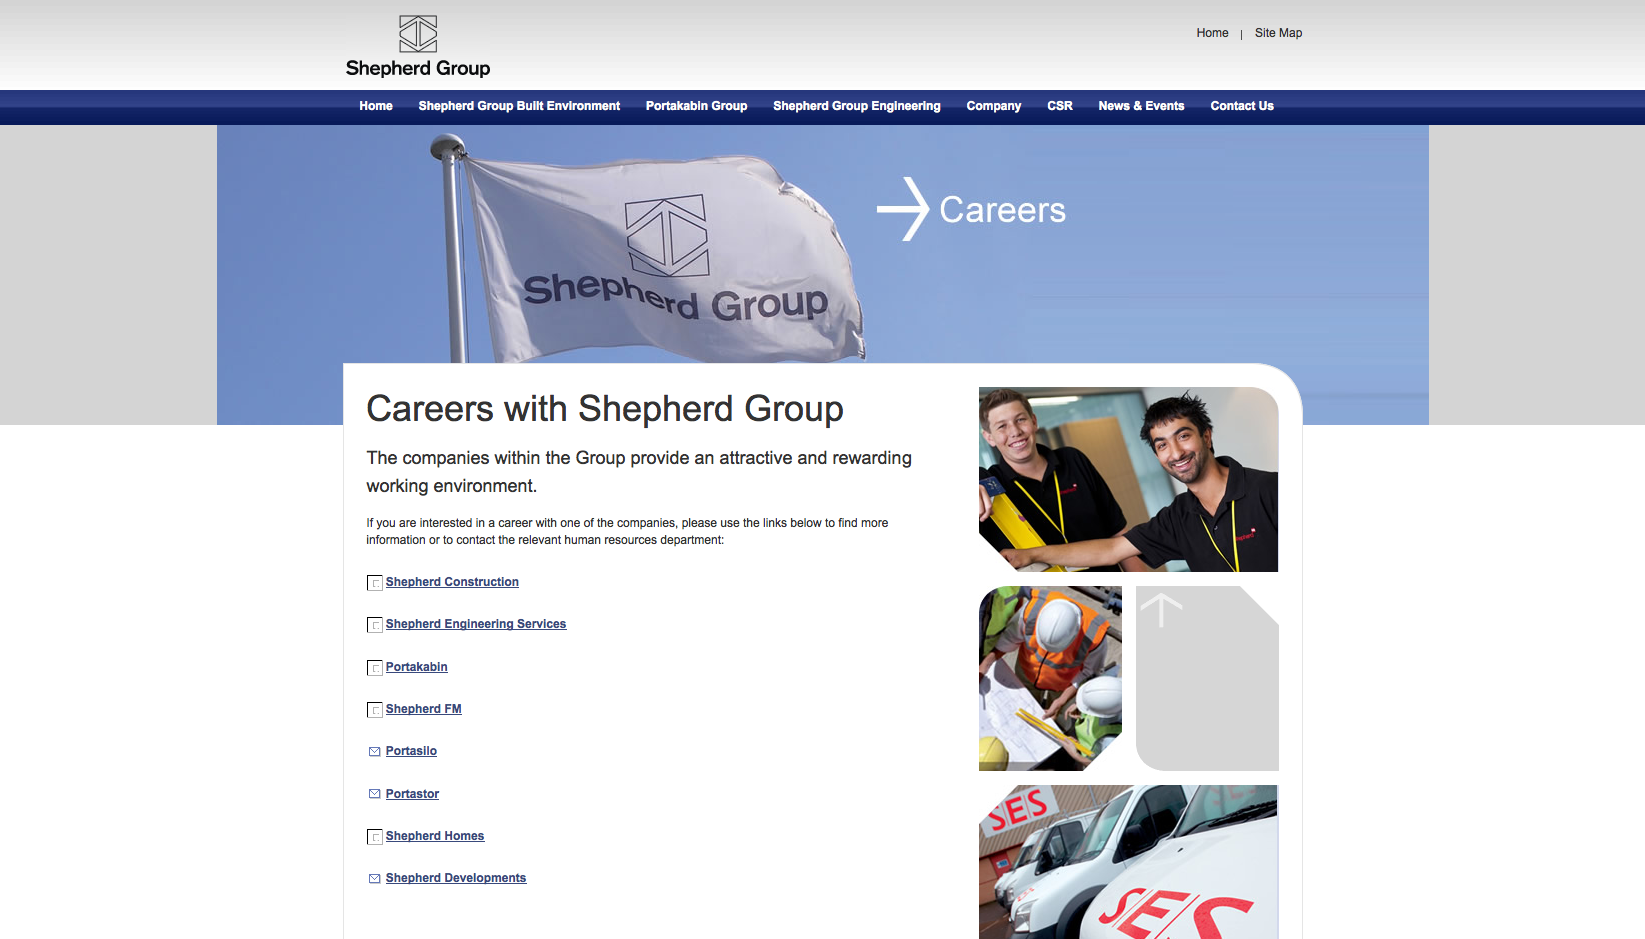 Shepherd Group
Home | Site Map
Home Shepherd Group Built Environment Portakabin Group Shepherd Group Engineering Company CSR News & Events Contact Us
Shepherd Group
Careers
Careers with Shepherd Group
The companies within the Group provide an attractive and rewarding
working environment.
If you are interested in a career with one of the companies, please use the links below to find more
information or to contact the relevant human resources department:
Shepherd Construction
Shepherd Engineering Services
Portakabin
Shepherd FM
Portasilo
Portastor
Shepherd Homes
Shepherd Developments
SES
SES